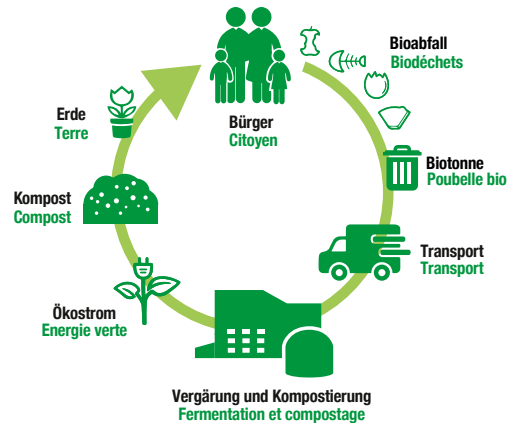 Bürger
Citoyen
Bioabfall
Biodéchets
Biotonne
Poubelle bio
Transport
Transport
Vergärung und Kompostierung
Fermentation et compostage
Ökostrom
Energie verte
Kompost
Compost
Erde
Terre